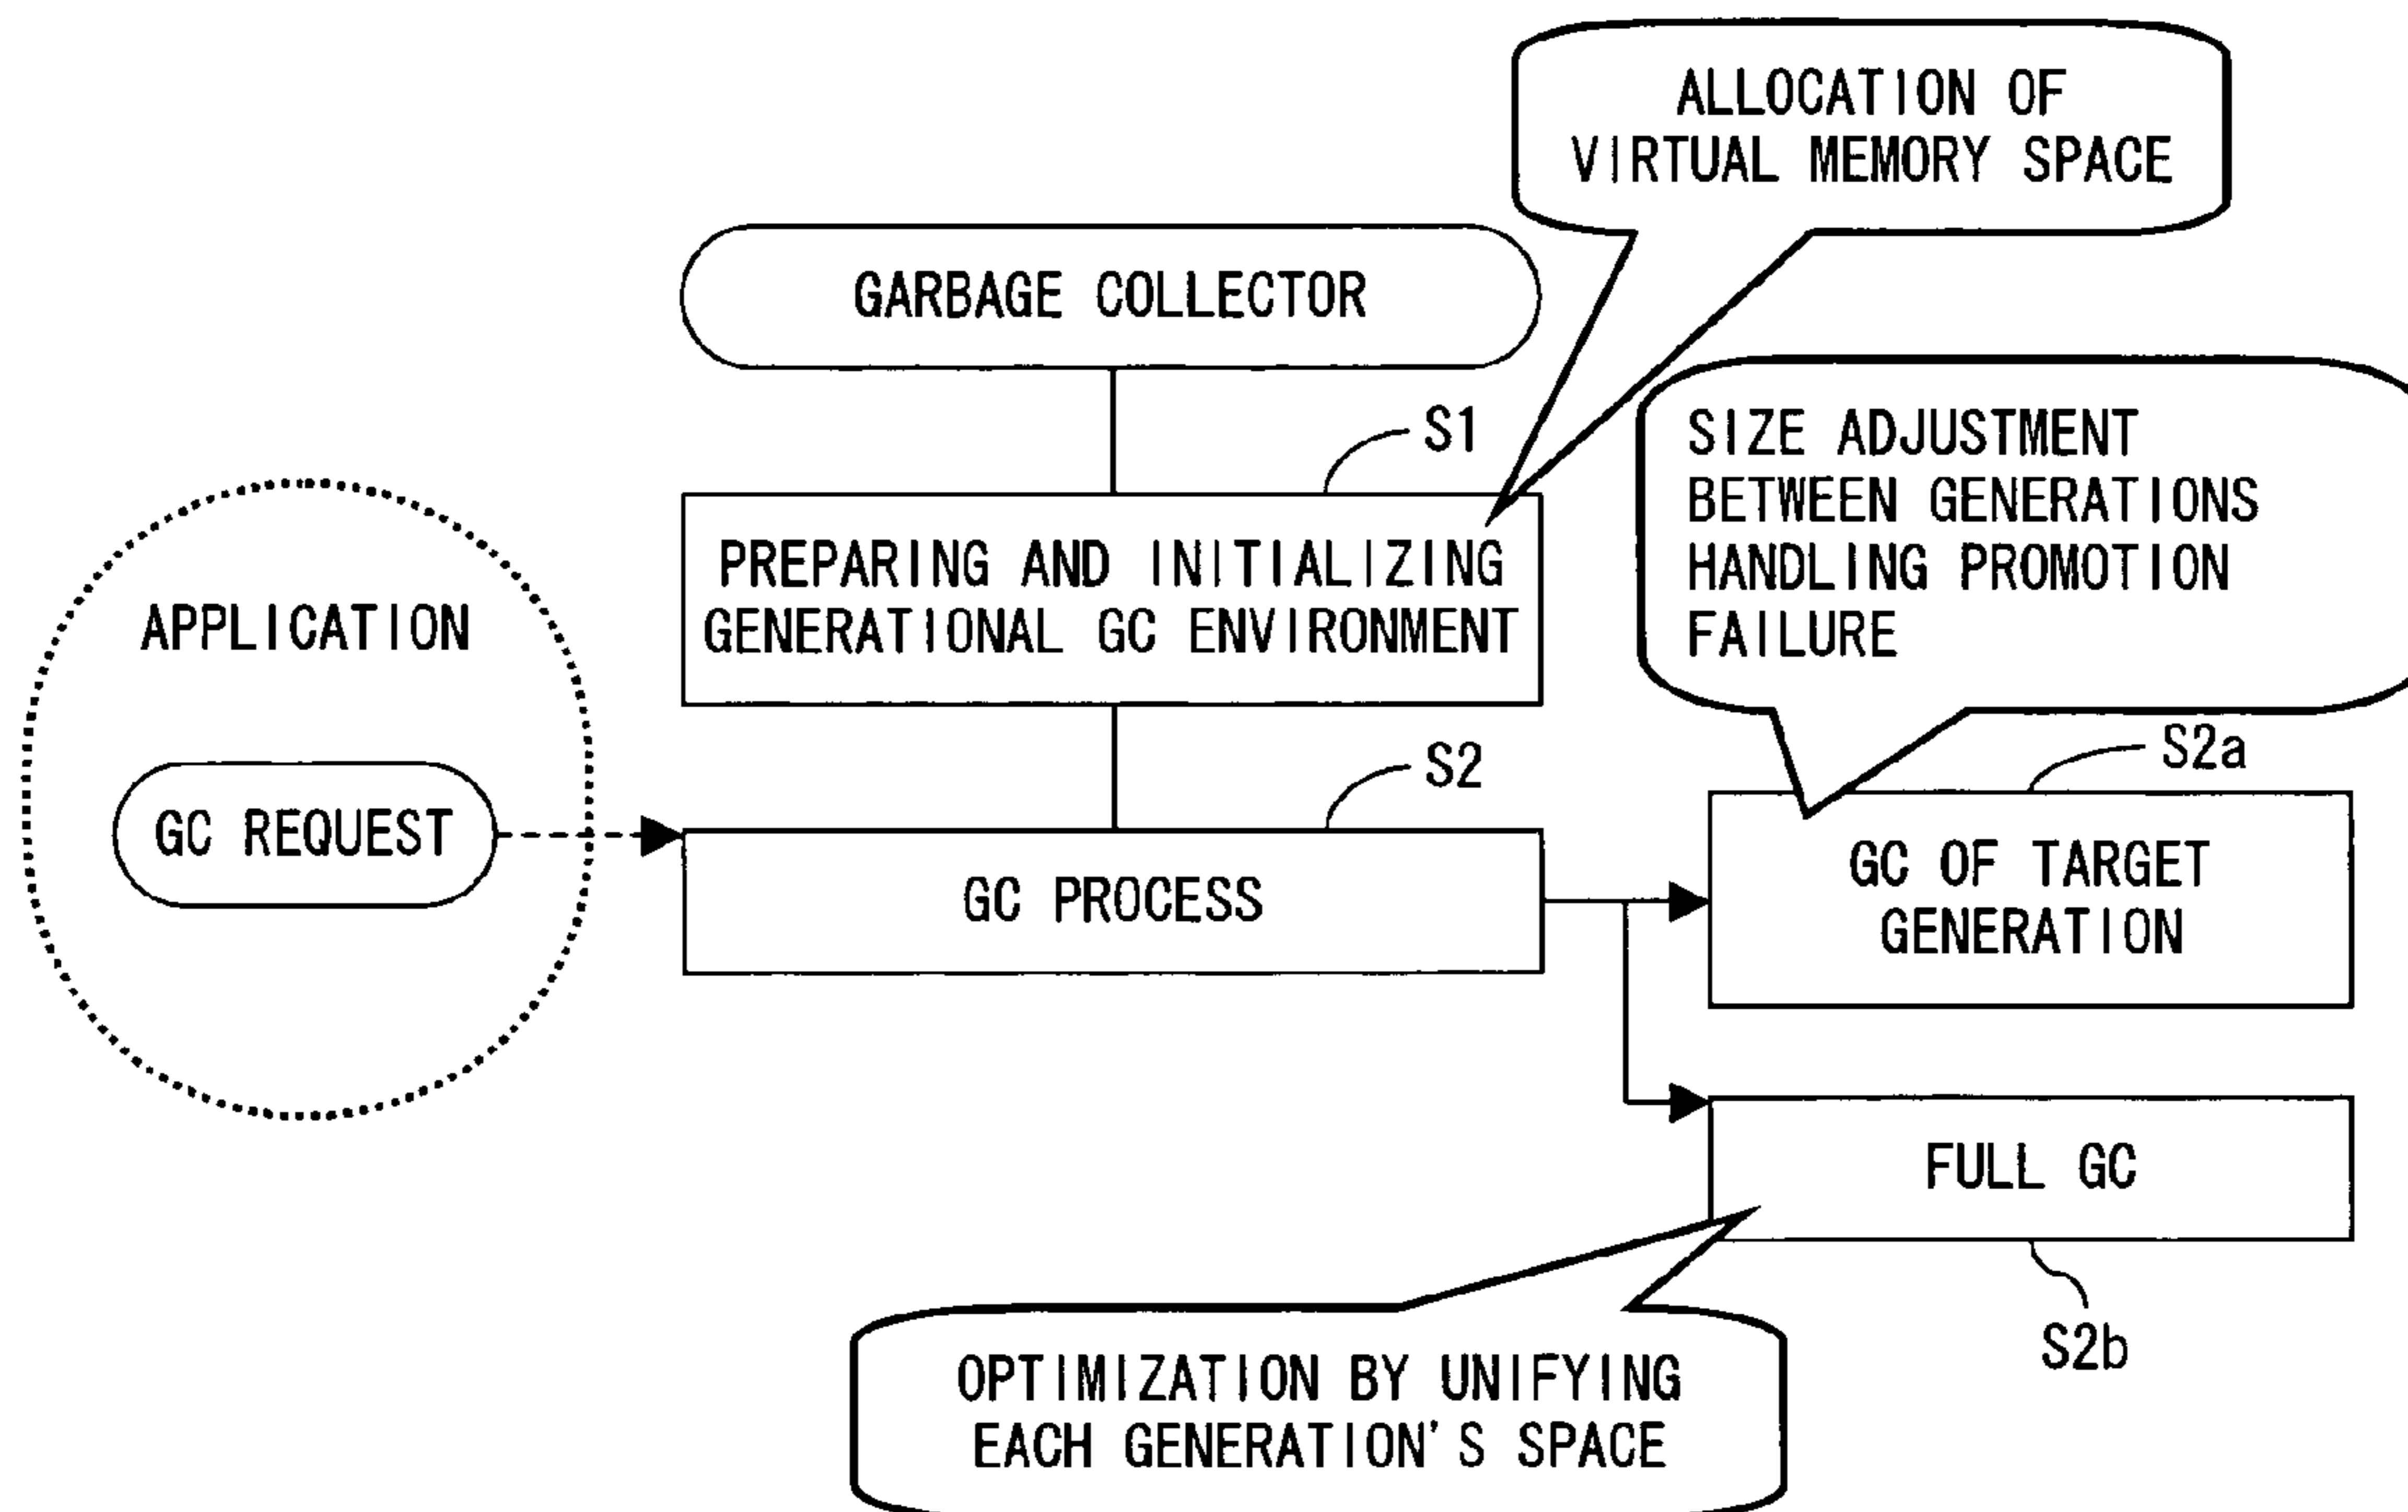 ALLOCATION OF
VIRTUAL MEMORY SPACE
GARBAGE COLLECTOR
S1
SIZE ADJUSTMENT
BETWEEN GENERATIONS
HANDLING PROMOTION
FAILURE
PREPARING AND INITIALIZING
GENERATIONAL GC ENVIRONMENT
APPLICATION
S2
S2a
GC REQUEST
GC PROCESS
GC OF TARGET
GENERATION
FULL GC
S2b
OPTIMIZATION BY UNIFYING
EACH GENERATION'S SPACE